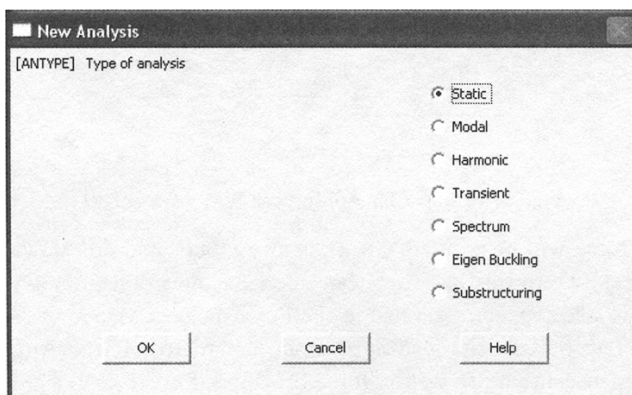 New Analysis
[ANTYPE] Type of analysis
Static
Modal
Harmonic
Transient
Spectrum
Eigen Buckling
Substructuring
OK Cancel Help